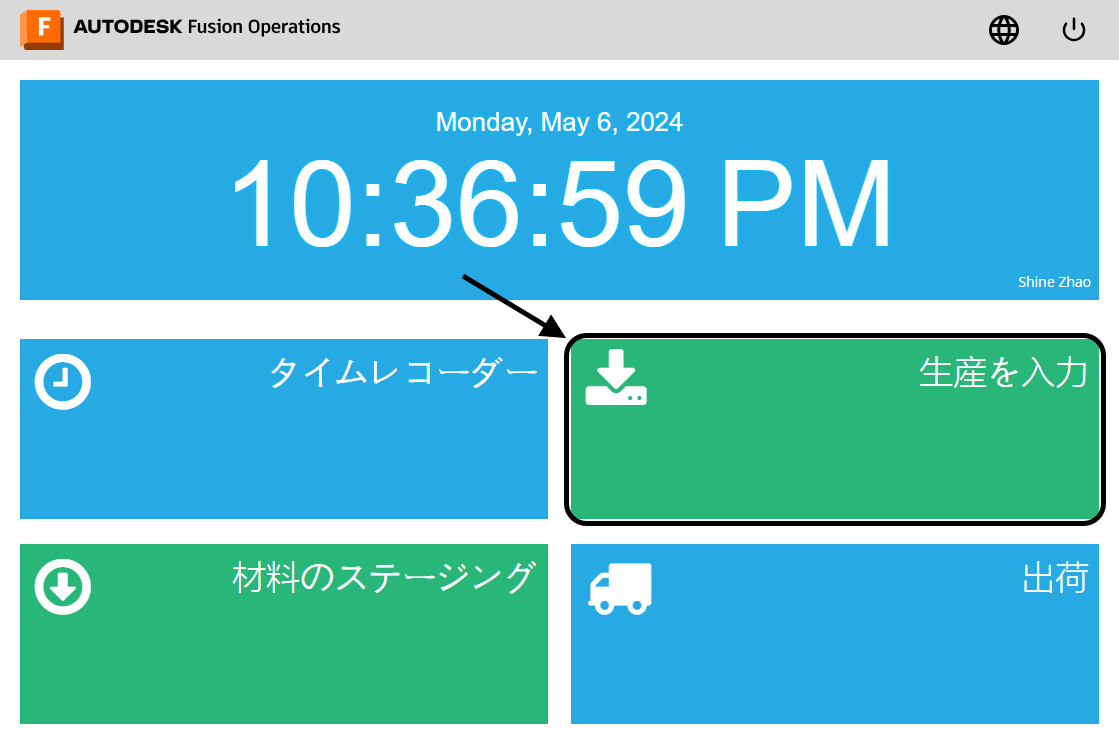 F AUTODESK Fusion Operations
Monday, May 6, 2024
10:36:59 PM
Shine Zhao
タイムレコーダー
生産を入力
材料のステージング
出荷